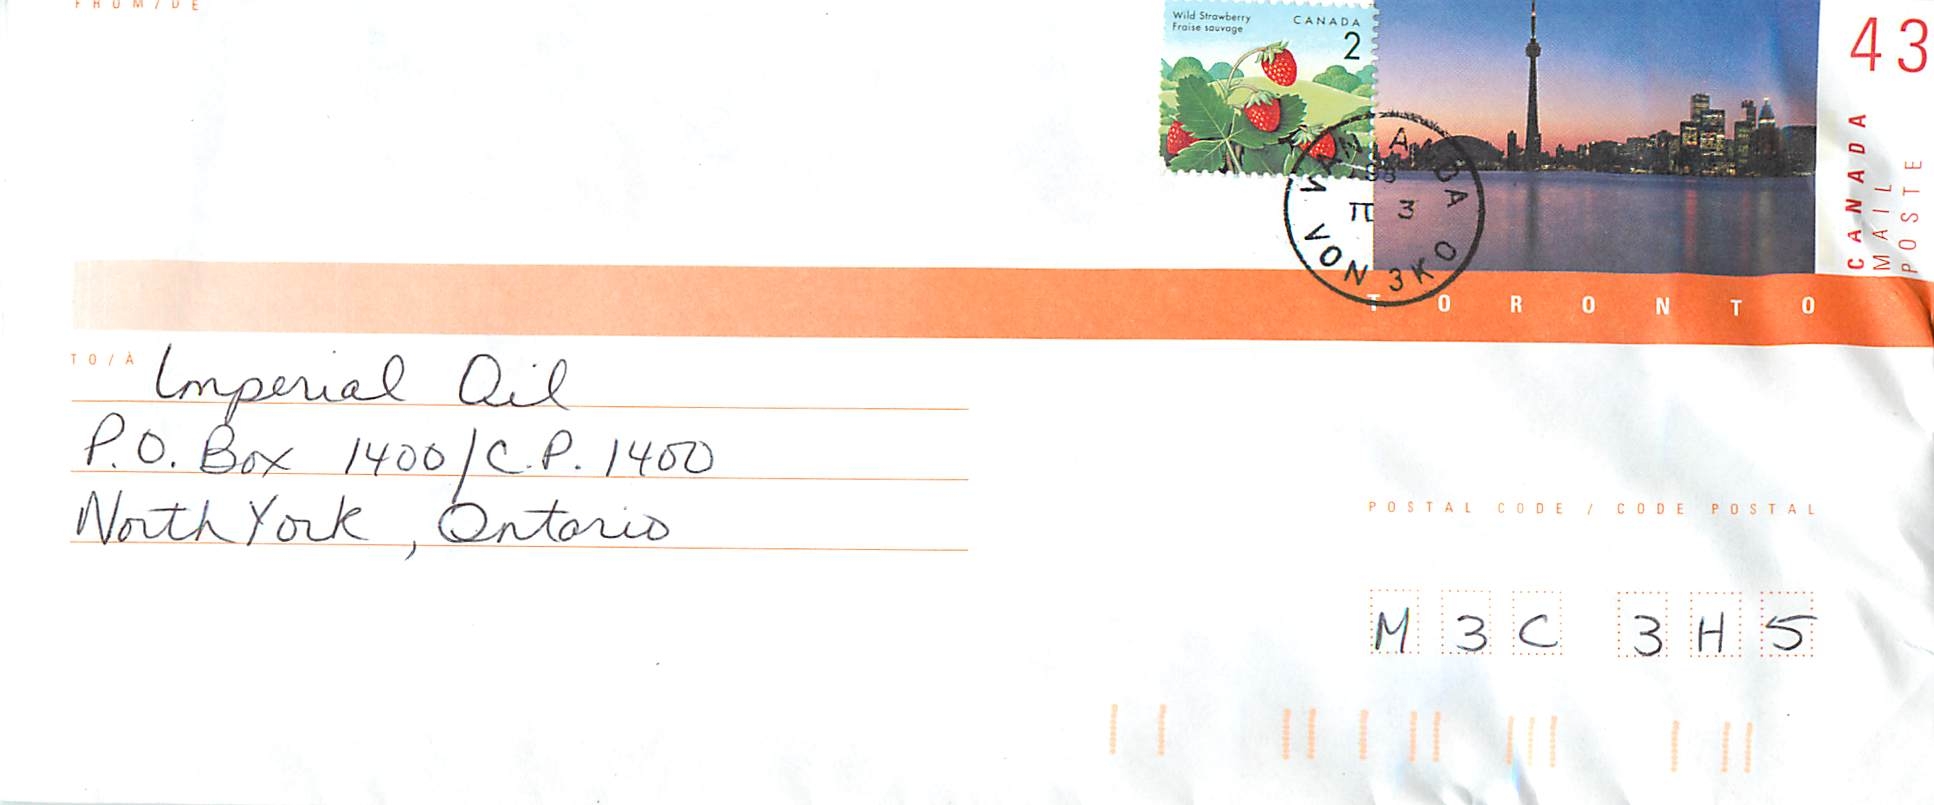 FROM/DE
Wild Strawberry
Fraise sauvage
CANADA
2
43
CANADA
MAIL
POSTE
3
V0N 3K0
TORONTO
TO/À
Imperial Oil
P.O. Box 1400/C.P. 1400
North York, Ontario
POSTAL CODE / CODE POSTAL
M3C 3H5